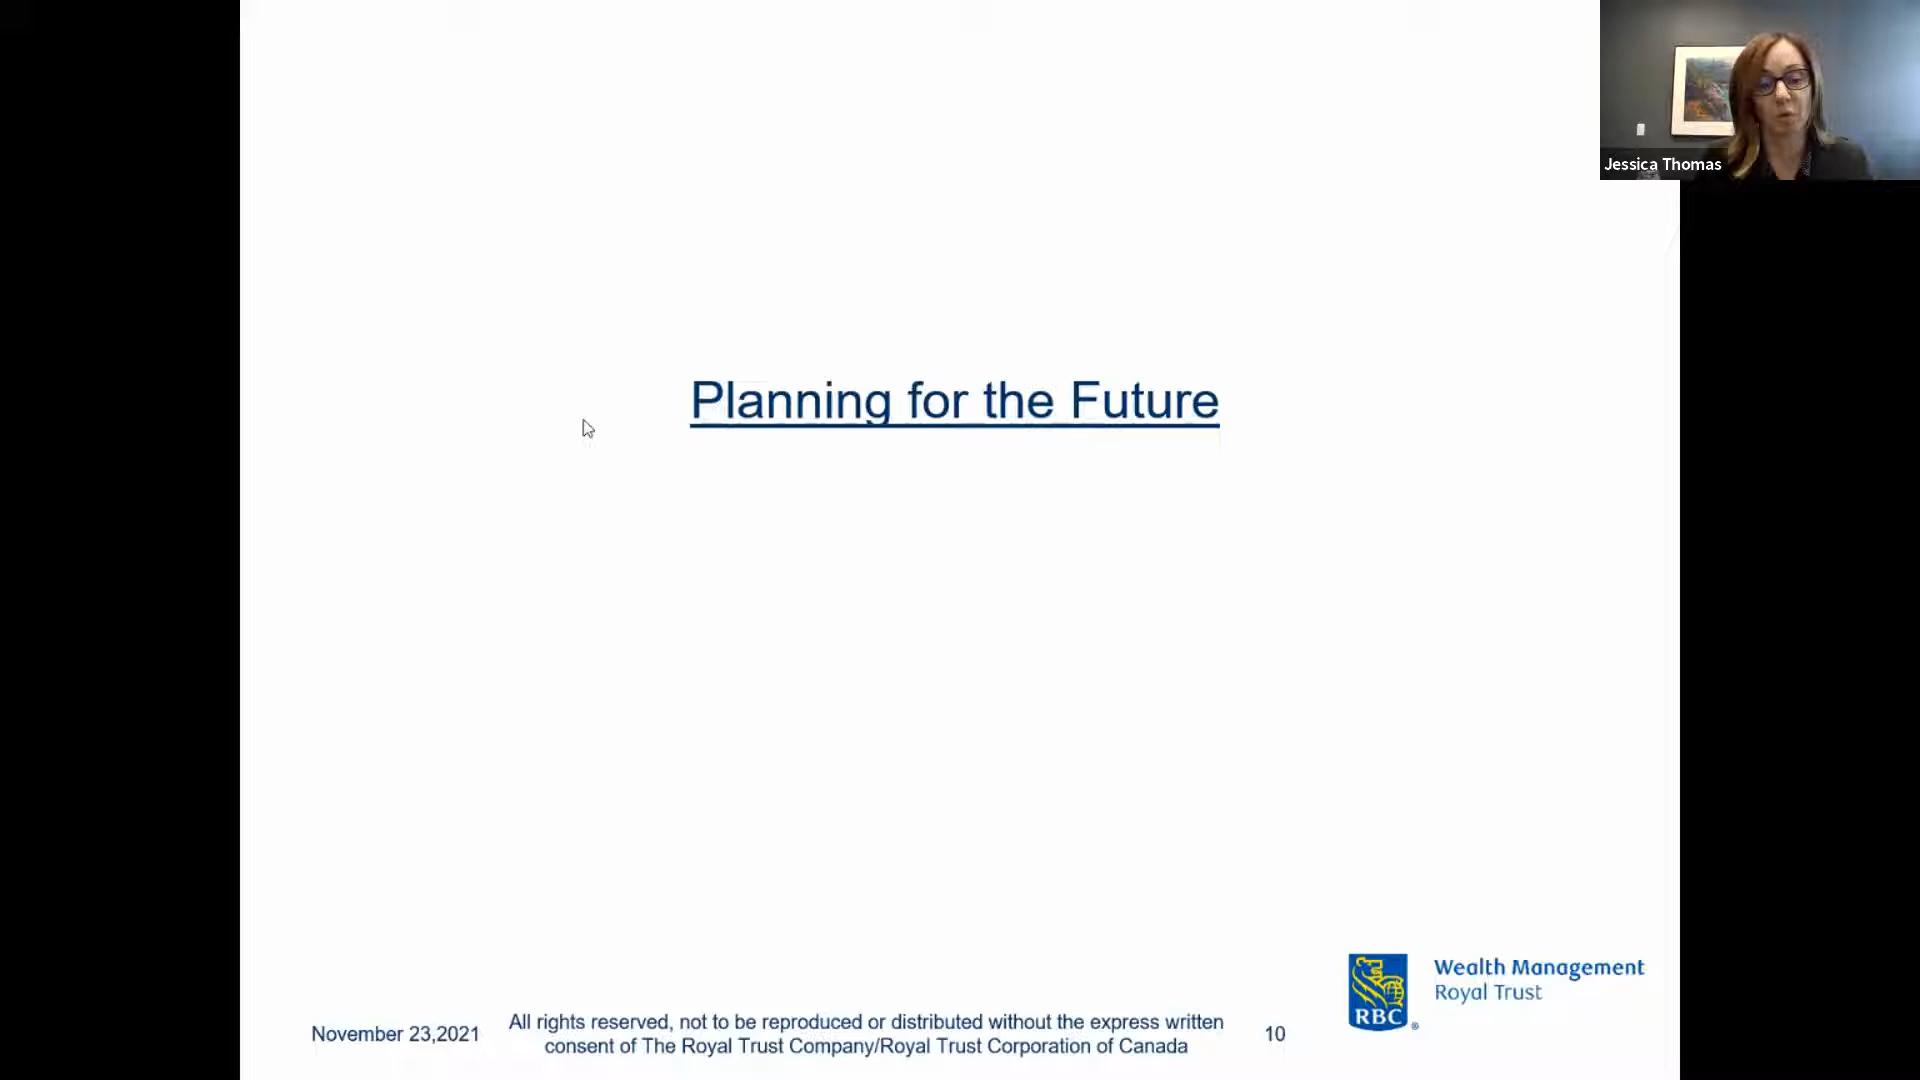 Jessica Thomas
Planning for the Future
Wealth Management
Royal Trust
RBC
®
November 23,2021
All rights reserved, not to be reproduced or distributed without the express written
consent of The Royal Trust Company/Royal Trust Corporation of Canada
10